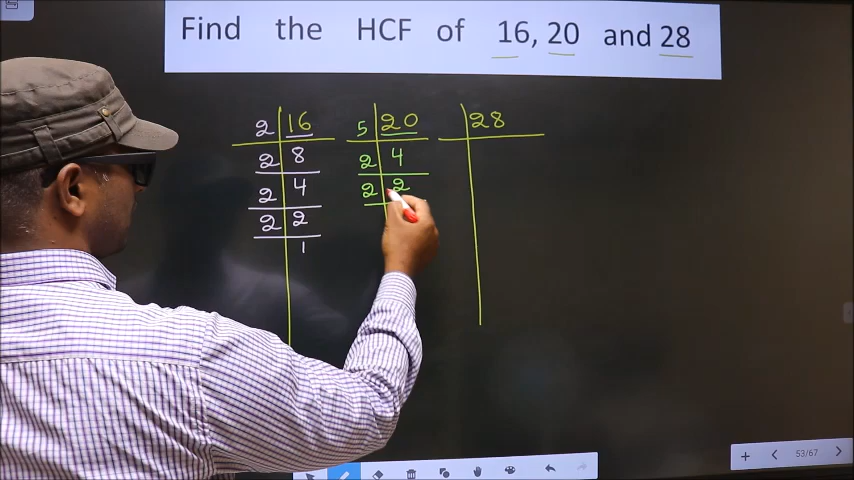 Find the HCF of 16, 20 and 28
2 16 5 20 28
2 8 2 4
2 4 2 2
2 2
1
53/67